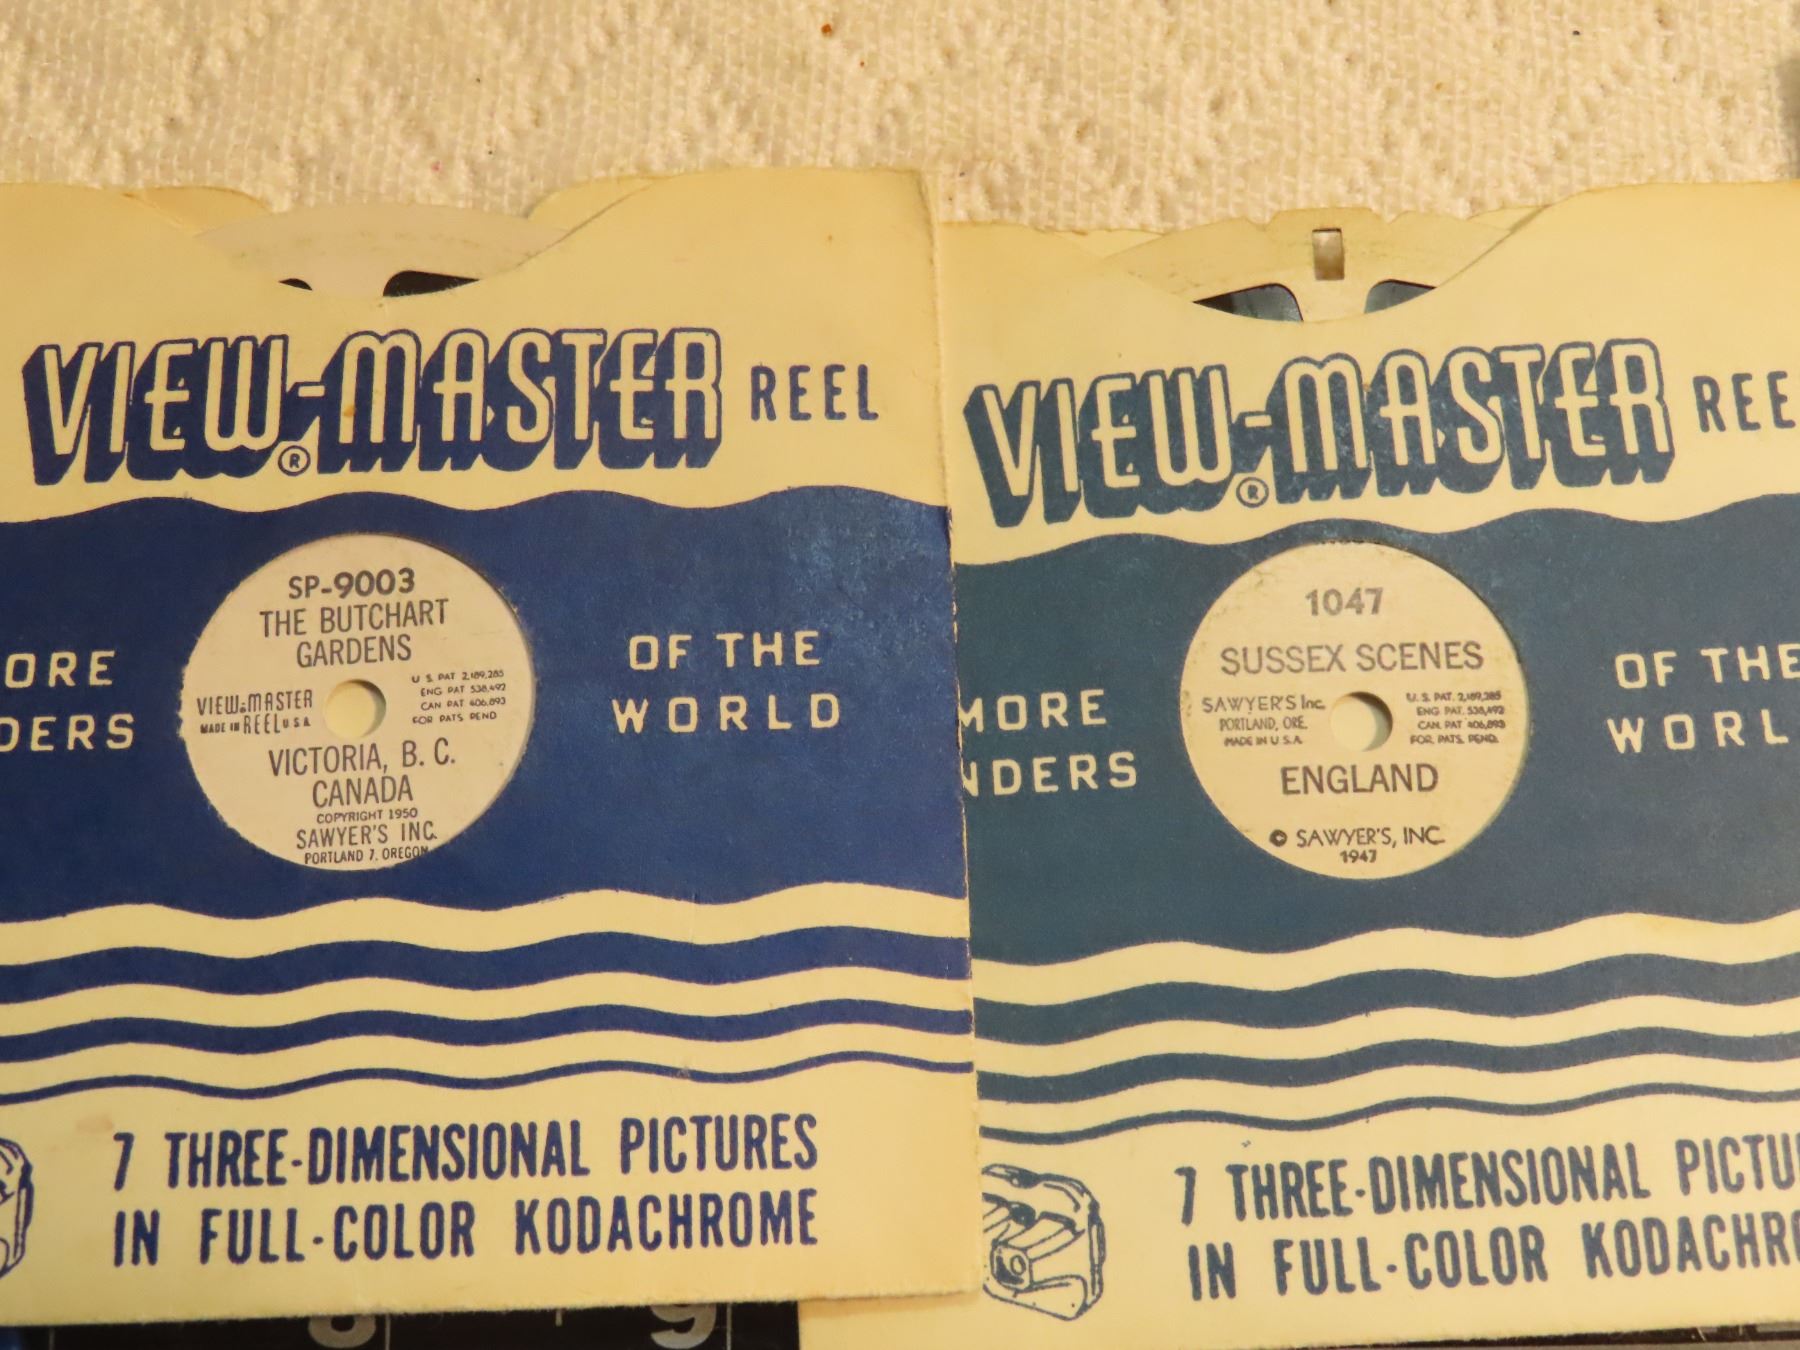 VIEW-MASTER® REEL
ORE
DERS
SP-9003
THE BUTCHART
GARDENS
VIEW-MASTER
MADE IN REEL U.S.A.
U.S. PAT 2,189,285
ENG PAT 538,492
CAN PAT 406,893
FOR PATS PEND
VICTORIA, B. C.
CANADA
COPYRIGHT 1950
SAWYER'S INC.
PORTLAND 7, OREGON
OF THE
WORLD
7 THREE-DIMENSIONAL PICTURES
IN FULL-COLOR KODACHROME
8 9
VIEW-MASTER® REE
MORE
NDERS
1047
SUSSEX SCENES
SAWYER'S Inc.
PORTLAND, ORE.
MADE IN U.S.A.
U.S. PAT. 2,189,285
ENG. PAT. 538,492
CAN. PAT 406,893
FOR. PATS. PEND.
ENGLAND
© SAWYER'S, INC.
1947
OF THE
WORL
7 THREE-DIMENSIONAL PICTU
IN FULL-COLOR KODACHRO